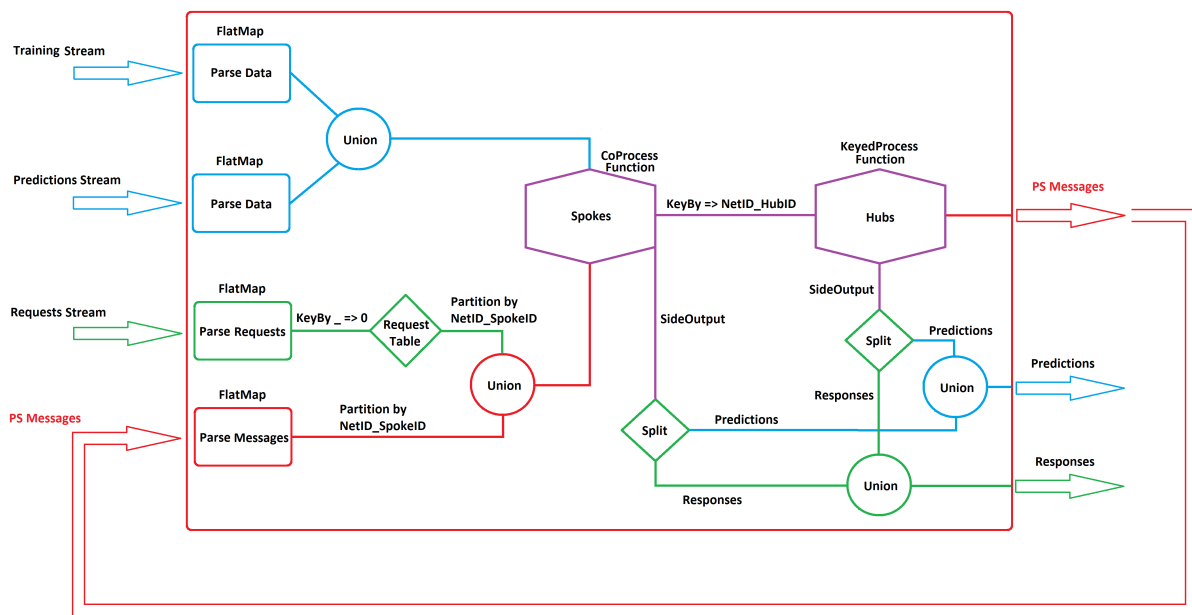 FlatMap
Training Stream
Parse Data
Union
FlatMap
Predictions Stream
Parse Data
CoProcess
Function
Spokes
KeyBy => NetID_HubID
KeyedProcess
Function
Hubs
PS Messages
FlatMap
Requests Stream
Parse Requests
KeyBy _ => 0
Request
Table
Partition by
NetID_SpokeID
Union
SideOutput
SideOutput
Split
Predictions
Union
Predictions
Responses
FlatMap
PS Messages
Parse Messages
Partition by
NetID_SpokeID
Split
Predictions
Responses
Union
Responses